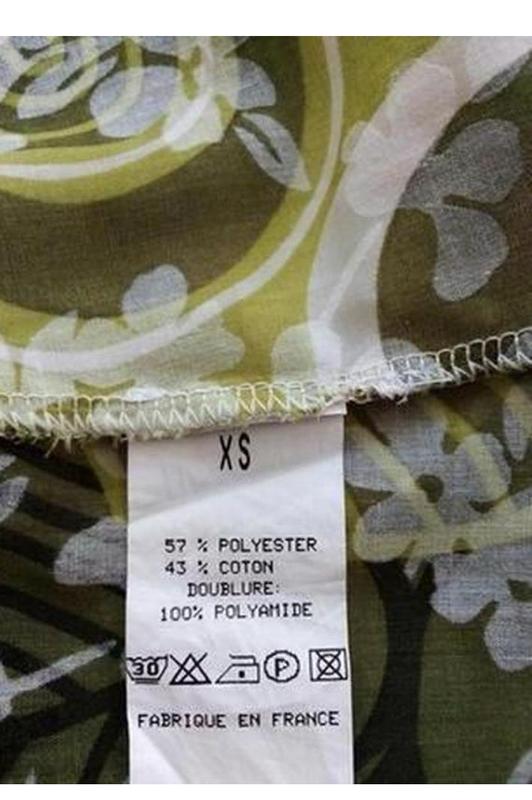 XS
57 % POLYESTER
43 % COTON
DOUBLURE:
100% POLYAMIDE
30 P
FABRIQUE EN FRANCE